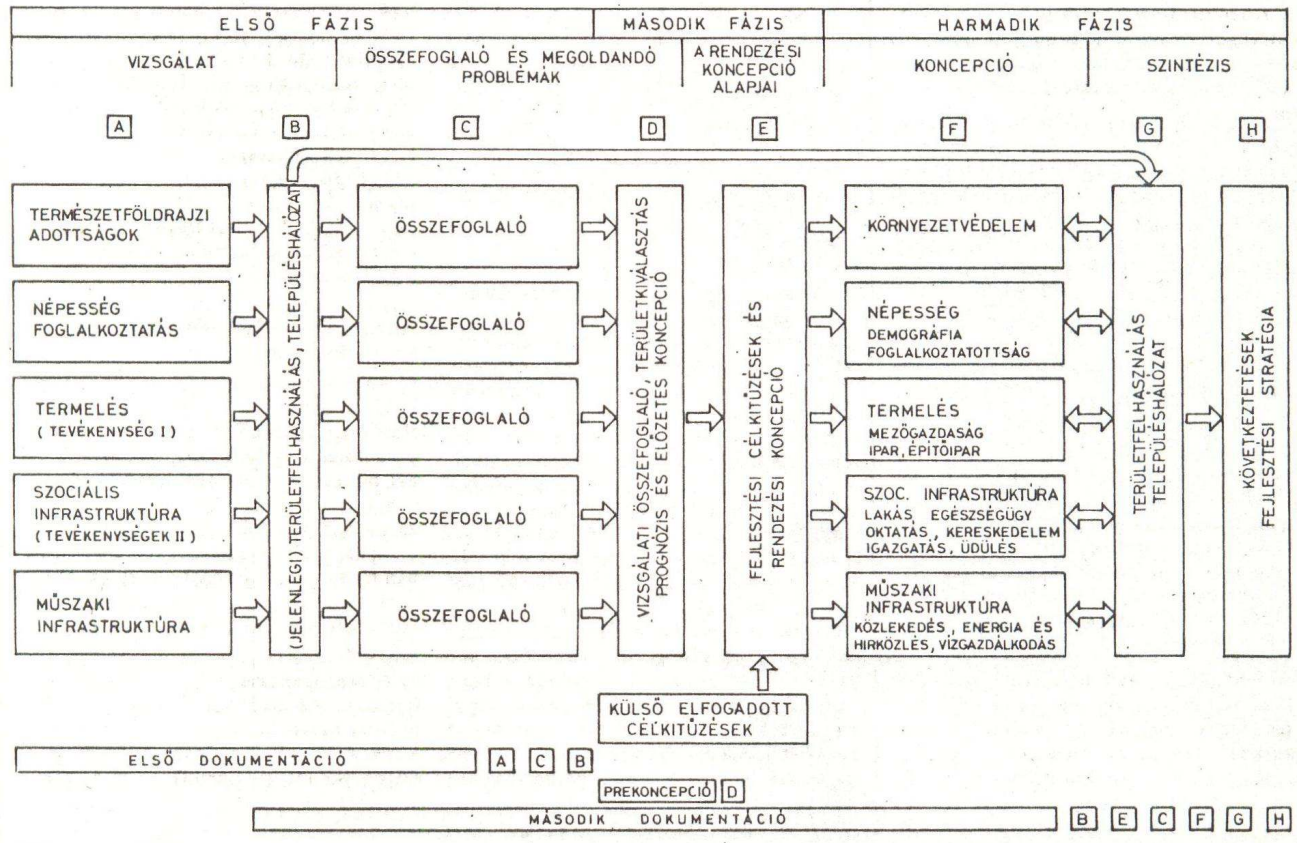 ELSŐ FÁZIS
MÁSODIK FÁZIS
HARMADIK FÁZIS
VIZSGÁLAT
ÖSSZEFOGLALÓ ÉS MEGOLDANDÓ
PROBLÉMÁK
A RENDEZÉSI
KONCEPCIÓ
ALAPJAI
KONCEPCIÓ
SZINTÉZIS
A
B
C
D
E
F
G
H
TERMÉSZETFÖLDRAJZI
ADOTTSÁGOK
NÉPESSÉG
FOGLALKOZTATÁS
TERMELÉS
( TEVÉKENYSÉG I )
SZOCIÁLIS
INFRASTRUKTÚRA
(TEVÉKENYSÉGEK II )
MŰSZAKI
INFRASTRUKTÚRA
(JELENLEGI) TERÜLETFELHASZNÁLÁS, TELEPÜLÉSHÁLÓZAT
ÖSSZEFOGLALÓ
ÖSSZEFOGLALÓ
ÖSSZEFOGLALÓ
ÖSSZEFOGLALÓ
ÖSSZEFOGLALÓ
VIZSGÁLATI ÖSSZEFOGLALÓ, TERÜLETKIVÁLASZTÁS
PROGNÓZIS ÉS ELŐZETES KONCEPCIÓ
FEJLESZTÉSI CÉLKITŰZÉSEK ÉS
RENDEZÉSI KONCEPCIÓ
KÖRNYEZETVÉDELEM
NÉPESSÉG
DEMOGRÁFIA
FOGLALKOZTATOTTSÁG
TERMELÉS
MEZŐGAZDASÁG
IPAR, ÉPÍTŐIPAR
SZOC. INFRASTRUKTÚRA
LAKÁS, EGÉSZSÉGÜGY
OKTATÁS, KERESKEDELEM
IGAZGATÁS, ÜDÜLÉS
MŰSZAKI
INFRASTRUKTÚRA
KÖZLEKEDÉS, ENERGIA ÉS
HIRKÖZLÉS, VÍZGAZDÁLKODÁS
TERÜLETFELHASZNÁLÁS
TELEPÜLÉSHÁLÓZAT
KÖVETKEZTETÉSEK
FEJLESZTÉSI STRATÉGIA
KÜLSŐ ELFOGADOTT
CÉLKITŰZÉSEK
ELSŐ DOKUMENTÁCIÓ A C B
PREKONCEPCIÓ D
MÁSODIK DOKUMENTÁCIÓ B E C F G H